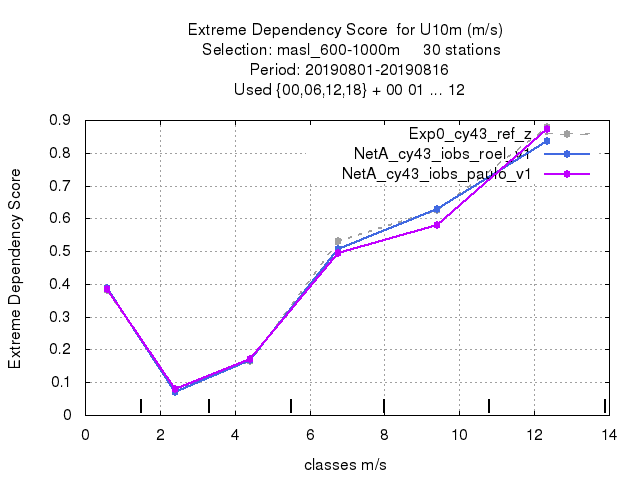 Extreme Dependency Score  for U10m (m/s)
Selection: masl_600-1000m     30 stations
Period: 20190801-20190816
Used {00,06,12,18} + 00 01 ... 12
Exp0_cy43_ref_z
NetA_cy43_iobs_roel_v1
NetA_cy43_iobs_paulo_v1
Extreme Dependency Score
0.9
0.8
0.7
0.6
0.5
0.4
0.3
0.2
0.1
0
0 2 4 6 8 10 12 14
classes m/s